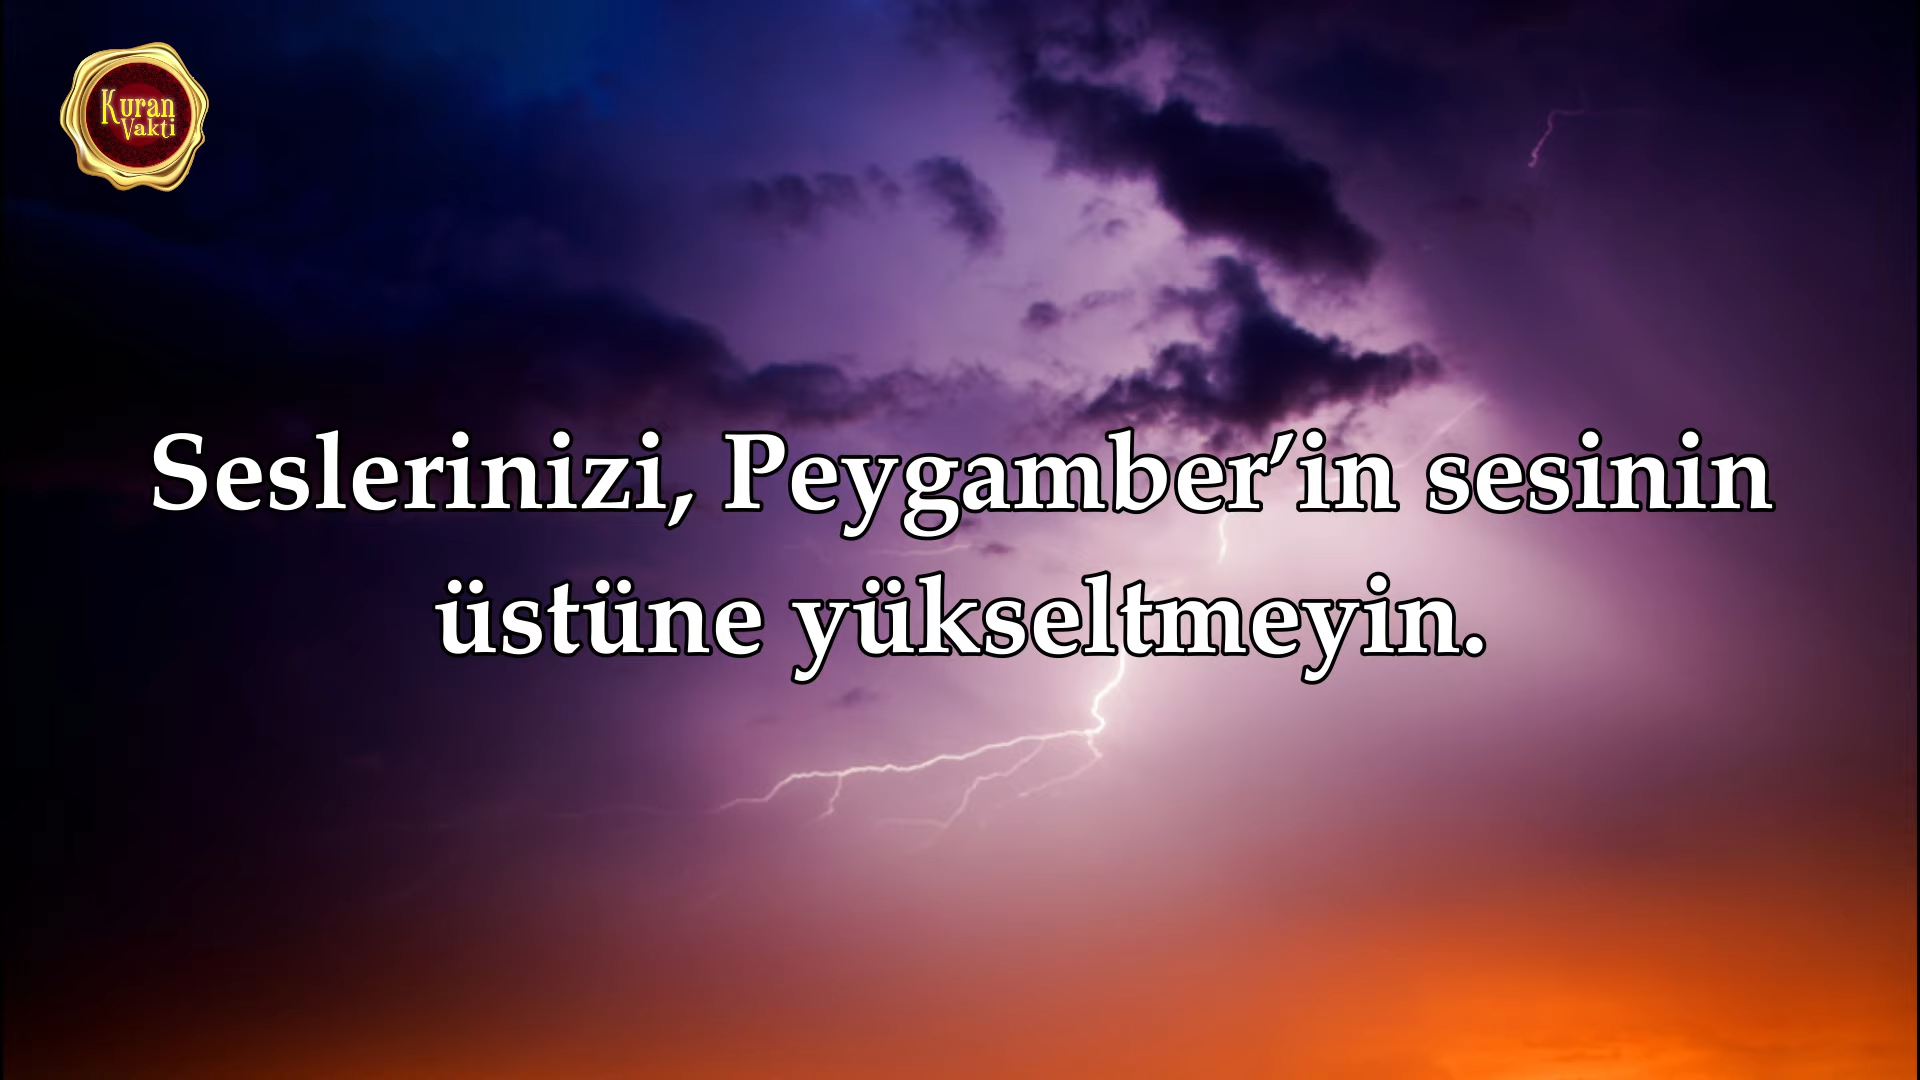 Kuran
Vakti
Seslerinizi, Peygamber’in sesinin
üstüne yükseltmeyin.